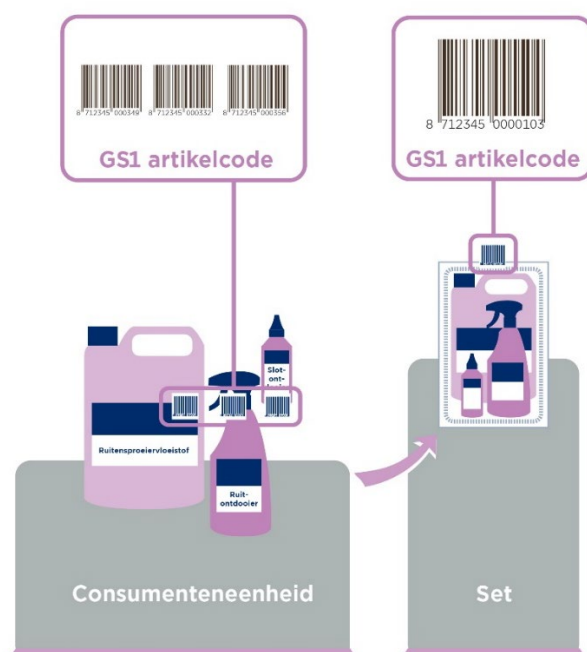 8 712345 000349
8 712345 000332
8 712345 000356
GS1 artikelcode
8 712345 0000103
GS1 artikelcode
Slot-
ont-
Ruitensproeiervloeistof
Ruit-
ontdooier
Consumenteneenheid
Set